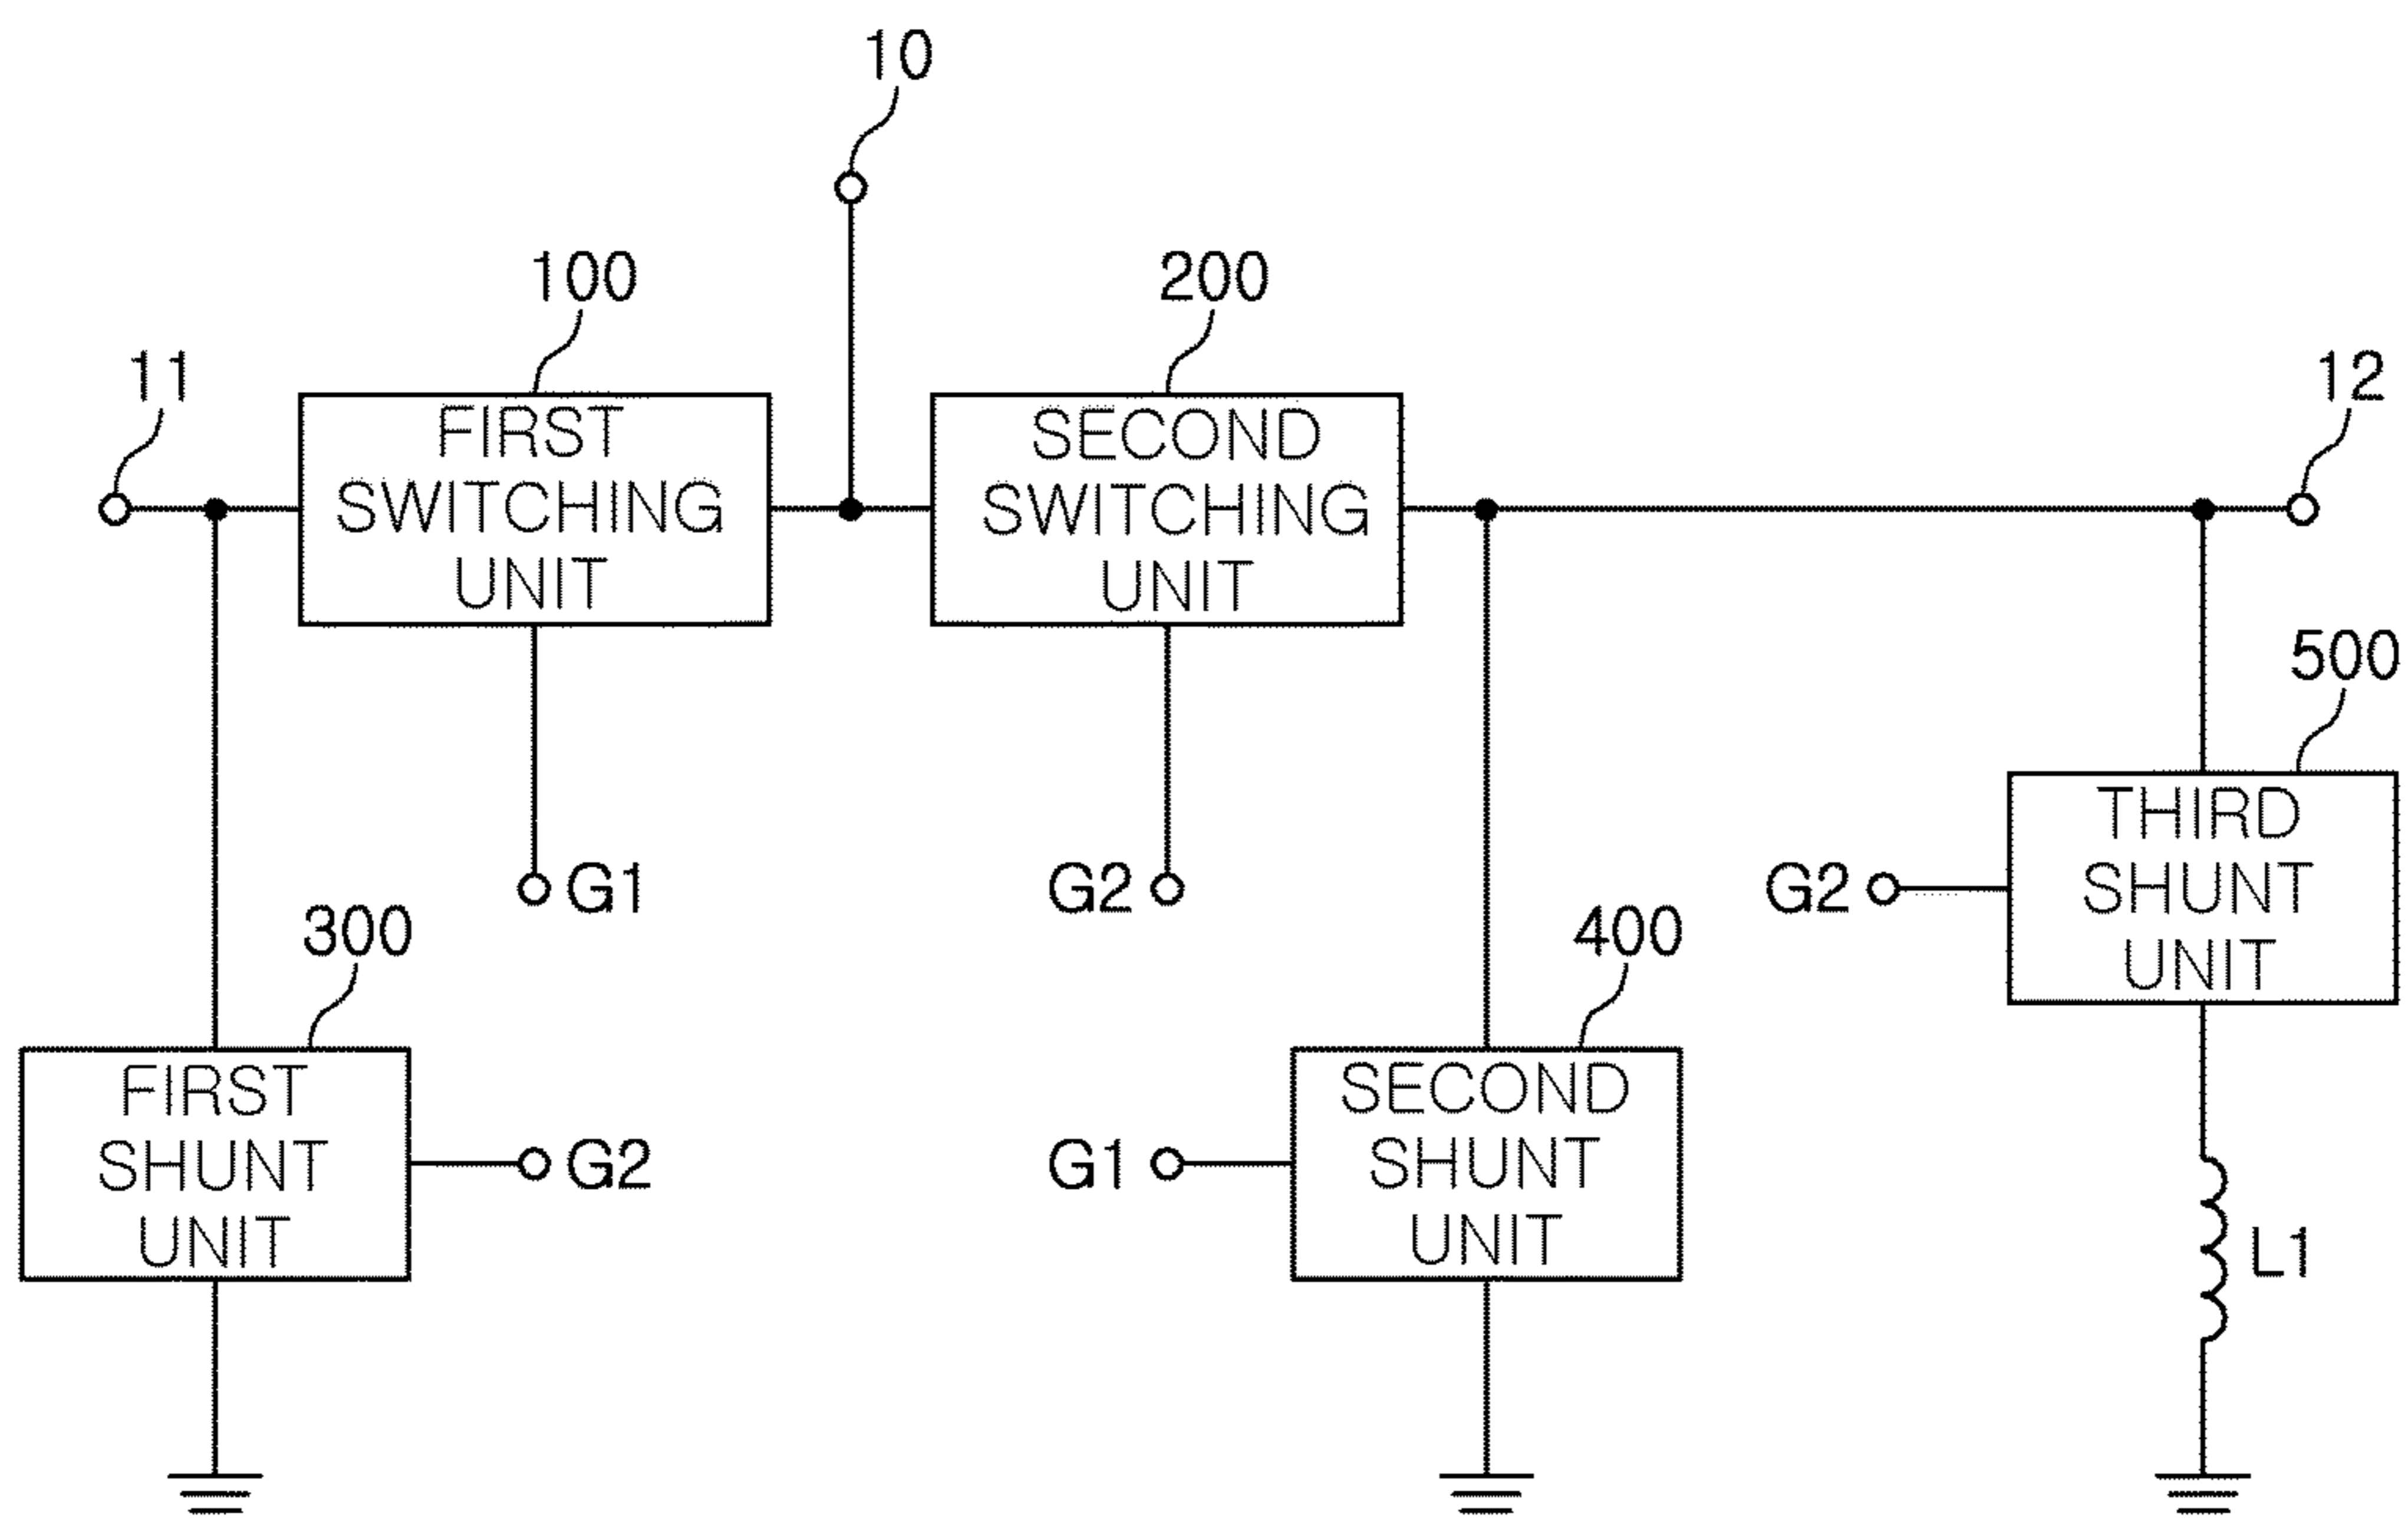 10
100
200
11
12
FIRST
SWITCHING
UNIT
SECOND
SWITCHING
UNIT
500
THIRD
SHUNT
UNIT
G1
G2
G2
300
400
FIRST
SHUNT
UNIT
G2
G1
SECOND
SHUNT
UNIT
L1